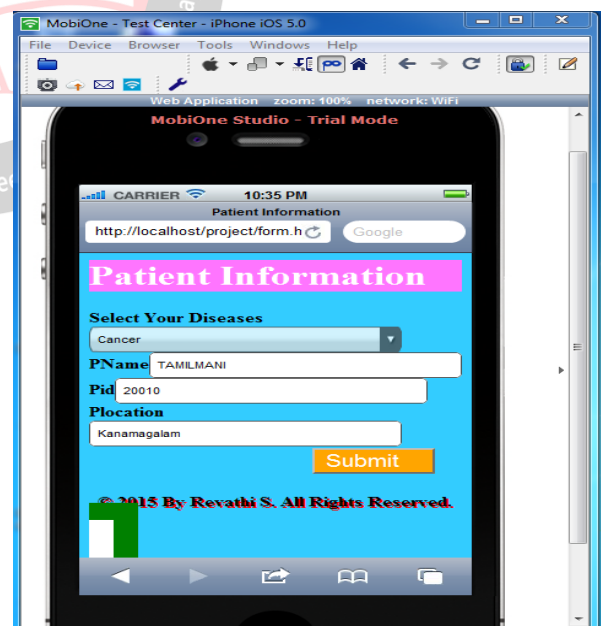 MobiOne - Test Center - iPhone iOS 5.0
File Device Browser Tools Windows Help
Web Application zoom: 100% network: WiFi
MobiOne Studio - Trial Mode
CARRIER 10:35 PM
Patient Information
http://localhost/project/form.h Google
Patient Information
Select Your Diseases
Cancer
PName TAMILMANI
Pid 20010
Plocation
Kanamagalam
Submit
© 2015 By Revathi S. All Rights Reserved.